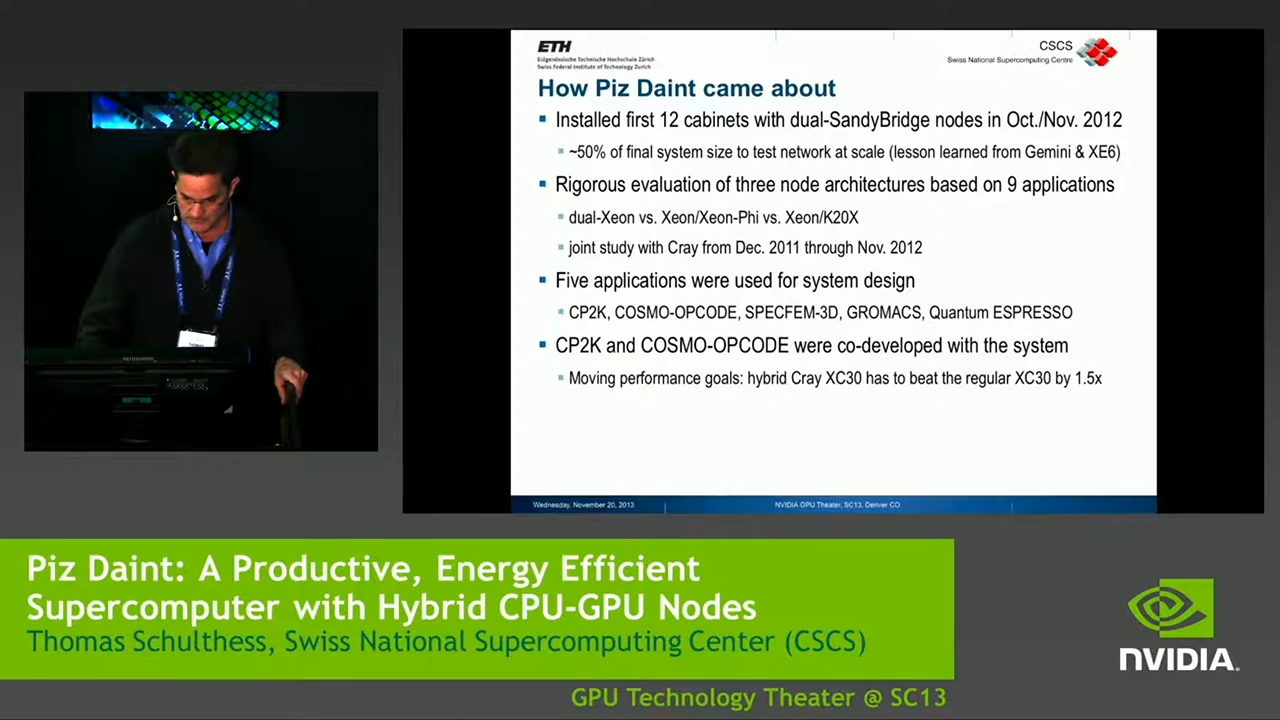 ETH
Eidgenössische Technische Hochschule Zürich
Swiss Federal Institute of Technology Zurich
CSCS
Swiss National Supercomputing Centre
How Piz Daint came about
Installed first 12 cabinets with dual-SandyBridge nodes in Oct./Nov. 2012
~50% of final system size to test network at scale (lesson learned from Gemini & XE6)
Rigorous evaluation of three node architectures based on 9 applications
dual-Xeon vs. Xeon/Xeon-Phi vs. Xeon/K20X
joint study with Cray from Dec. 2011 through Nov. 2012
Five applications were used for system design
CP2K, COSMO-OPCODE, SPECFEM-3D, GROMACS, Quantum ESPRESSO
CP2K and COSMO-OPCODE were co-developed with the system
Moving performance goals: hybrid Cray XC30 has to beat the regular XC30 by 1.5x
Wednesday, November 20, 2013
NVIDIA GPU Theater, SC13, Denver CO
Piz Daint: A Productive, Energy Efficient
Supercomputer with Hybrid CPU-GPU Nodes
Thomas Schulthess, Swiss National Supercomputing Center (CSCS)
NVIDIA.
GPU Technology Theater @ SC13